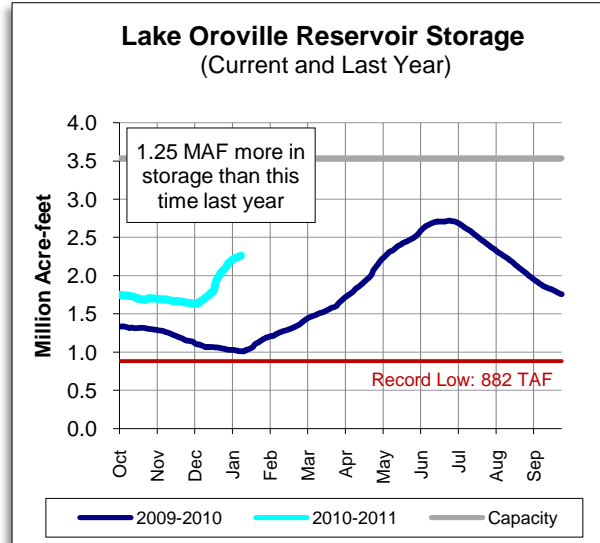 Lake Oroville Reservoir Storage
(Current and Last Year)
Million Acre-feet
4.0
3.5
3.0
2.5
2.0
1.5
1.0
0.5
0.0
1.25 MAF more in
storage than this
time last year
Record Low: 882 TAF
Oct Nov Dec Jan Feb Mar Apr May Jun Jul Aug Sep
2009-2010 2010-2011 Capacity